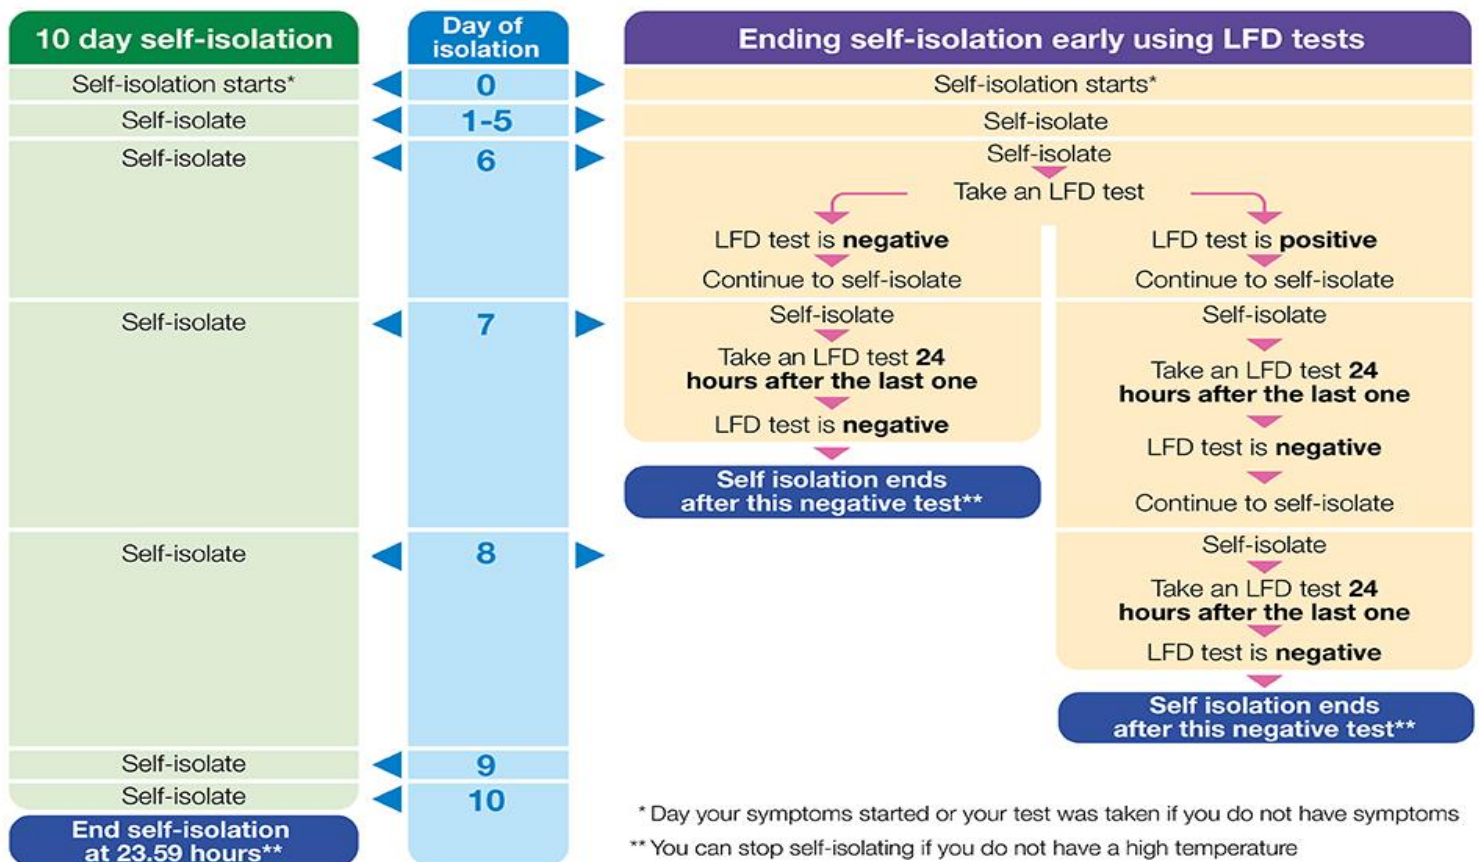 10 day self-isolation
Day of
isolation
Ending self-isolation early using LFD tests
Self-isolation starts*
0
Self-isolation starts*
Self-isolate
1-5
Self-isolate
Self-isolate
6
Self-isolate
Take an LFD test
LFD test is negative
LFD test is positive
Continue to self-isolate
Continue to self-isolate
Self-isolate
7
Self-isolate
Take an LFD test 24
hours after the last one
LFD test is negative
Self isolation ends
after this negative test**
Self-isolate
Take an LFD test 24
hours after the last one
LFD test is negative
Continue to self-isolate
Self-isolate
8
Self-isolate
Take an LFD test 24
hours after the last one
LFD test is negative
Self isolation ends
after this negative test**
Self-isolate
9
Self-isolate
10
End self-isolation
at 23.59 hours**
* Day your symptoms started or your test was taken if you do not have symptoms
** You can stop self-isolating if you do not have a high temperature